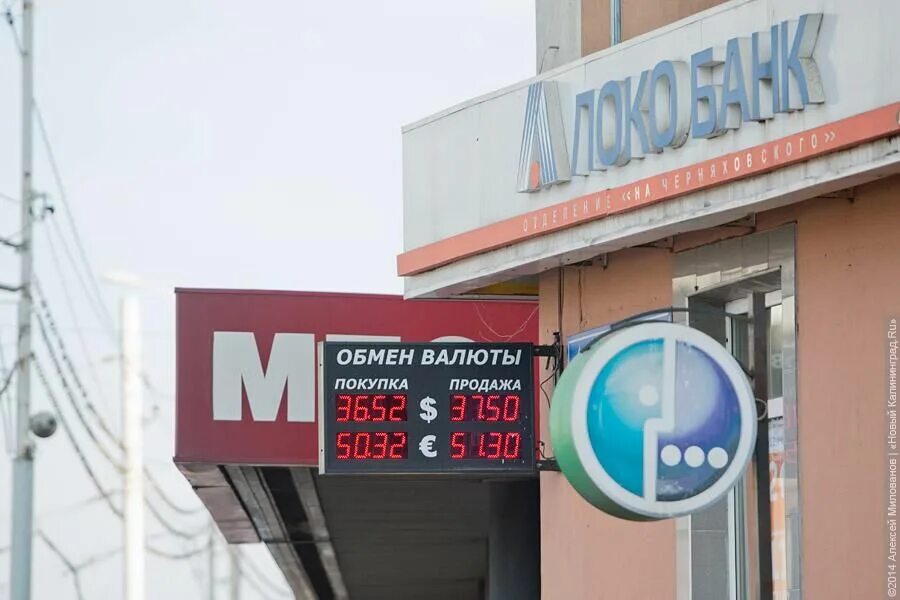 ЛОКО БАНК
ОТДЕЛЕНИЕ «НА ЧЕРНЯХОВСКОГО»
ОБМЕН ВАЛЮТЫ
ПОКУПКА ПРОДАЖА
36.52 $ 37.50
50.32 € 51.30
©2014 Алексей Милованов | «Новый Калининград.Ru»